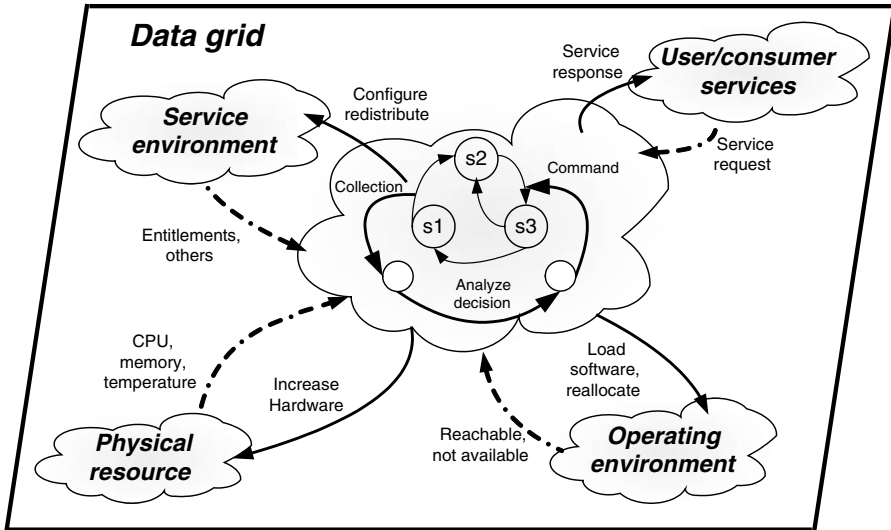 Data grid
User/consumer
services
Service
response
Service
request
Service
environment
Configure
redistribute
Collection
Command
s2
s1
s3
Entitlements,
others
Analyze
decision
CPU,
memory,
temperature
Increase
Hardware
Load
software,
reallocate
Reachable,
not available
Physical
resource
Operating
environment